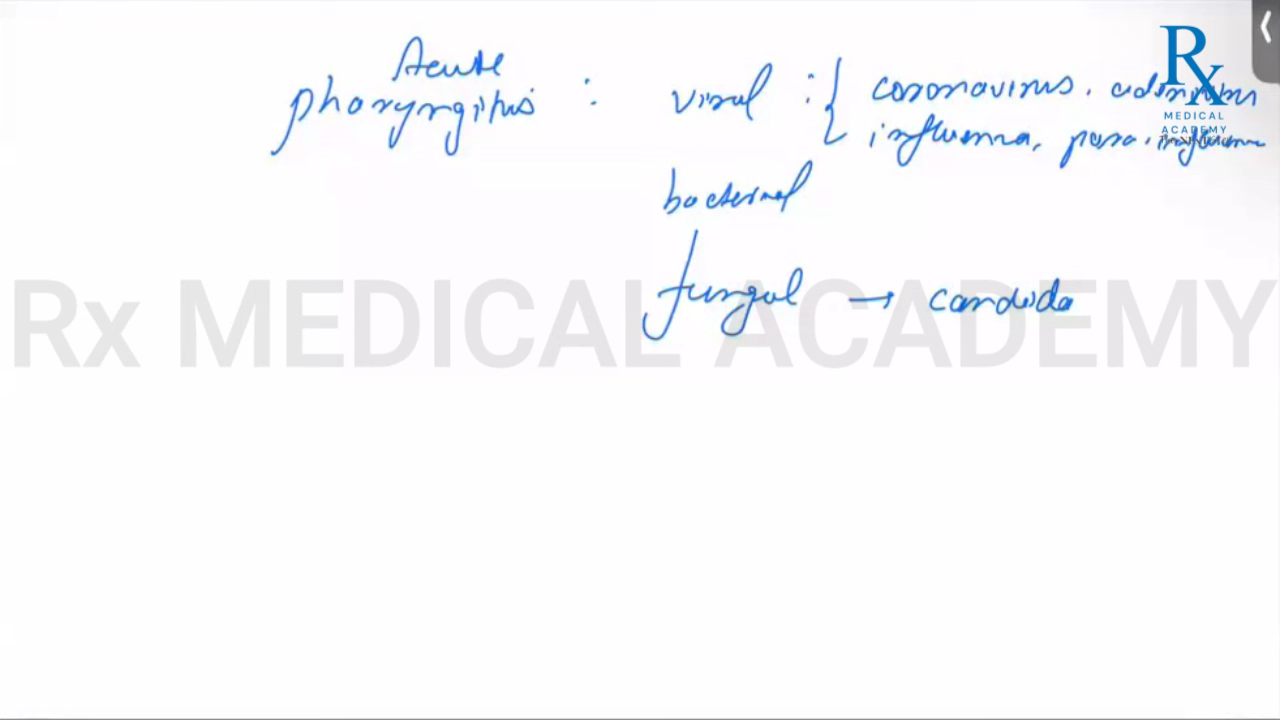 Acute
pharyngitis : viral : { coronavirus, adenovirus
influenza, para-influenza
bacterial
fungal → candida
Rx
MEDICAL
ACADEMY
Rx MEDICAL ACADEMY